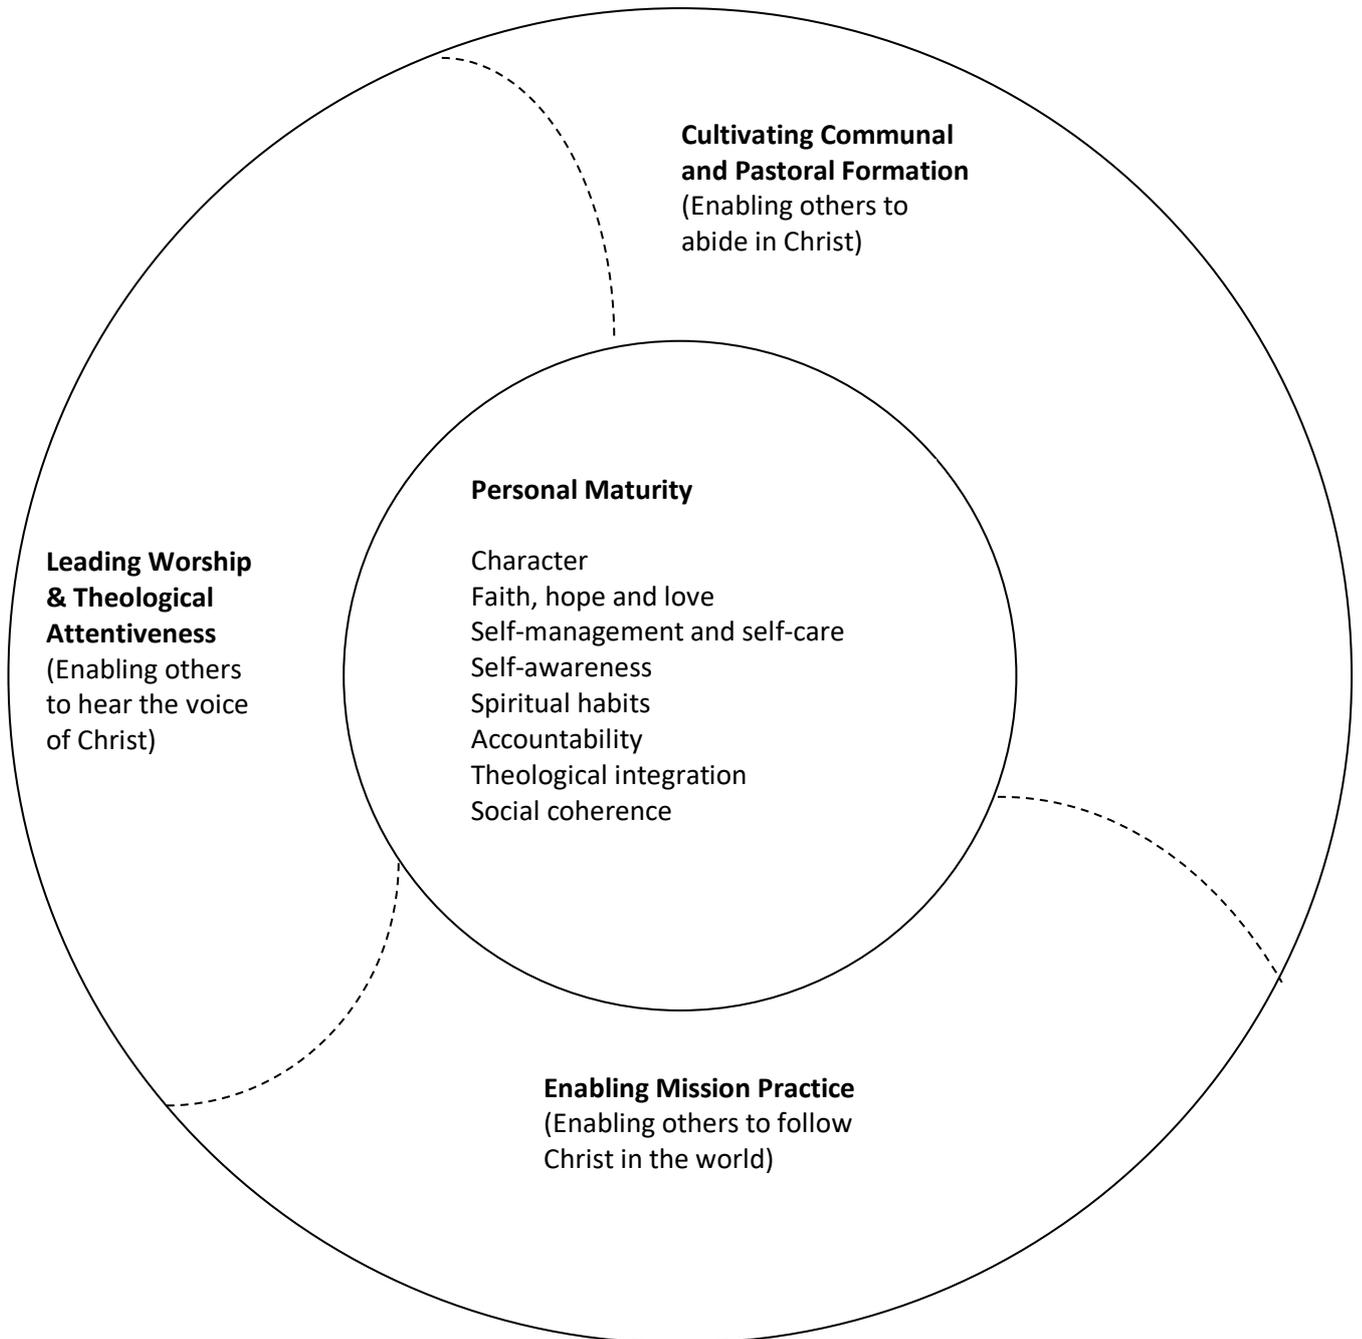 Cultivating Communal
and Pastoral Formation
(Enabling others to
abide in Christ)
Personal Maturity
Character
Faith, hope and love
Self-management and self-care
Self-awareness
Spiritual habits
Accountability
Theological integration
Social coherence
Leading Worship
& Theological
Attentiveness
(Enabling others
to hear the voice
of Christ)
Enabling Mission Practice
(Enabling others to follow
Christ in the world)